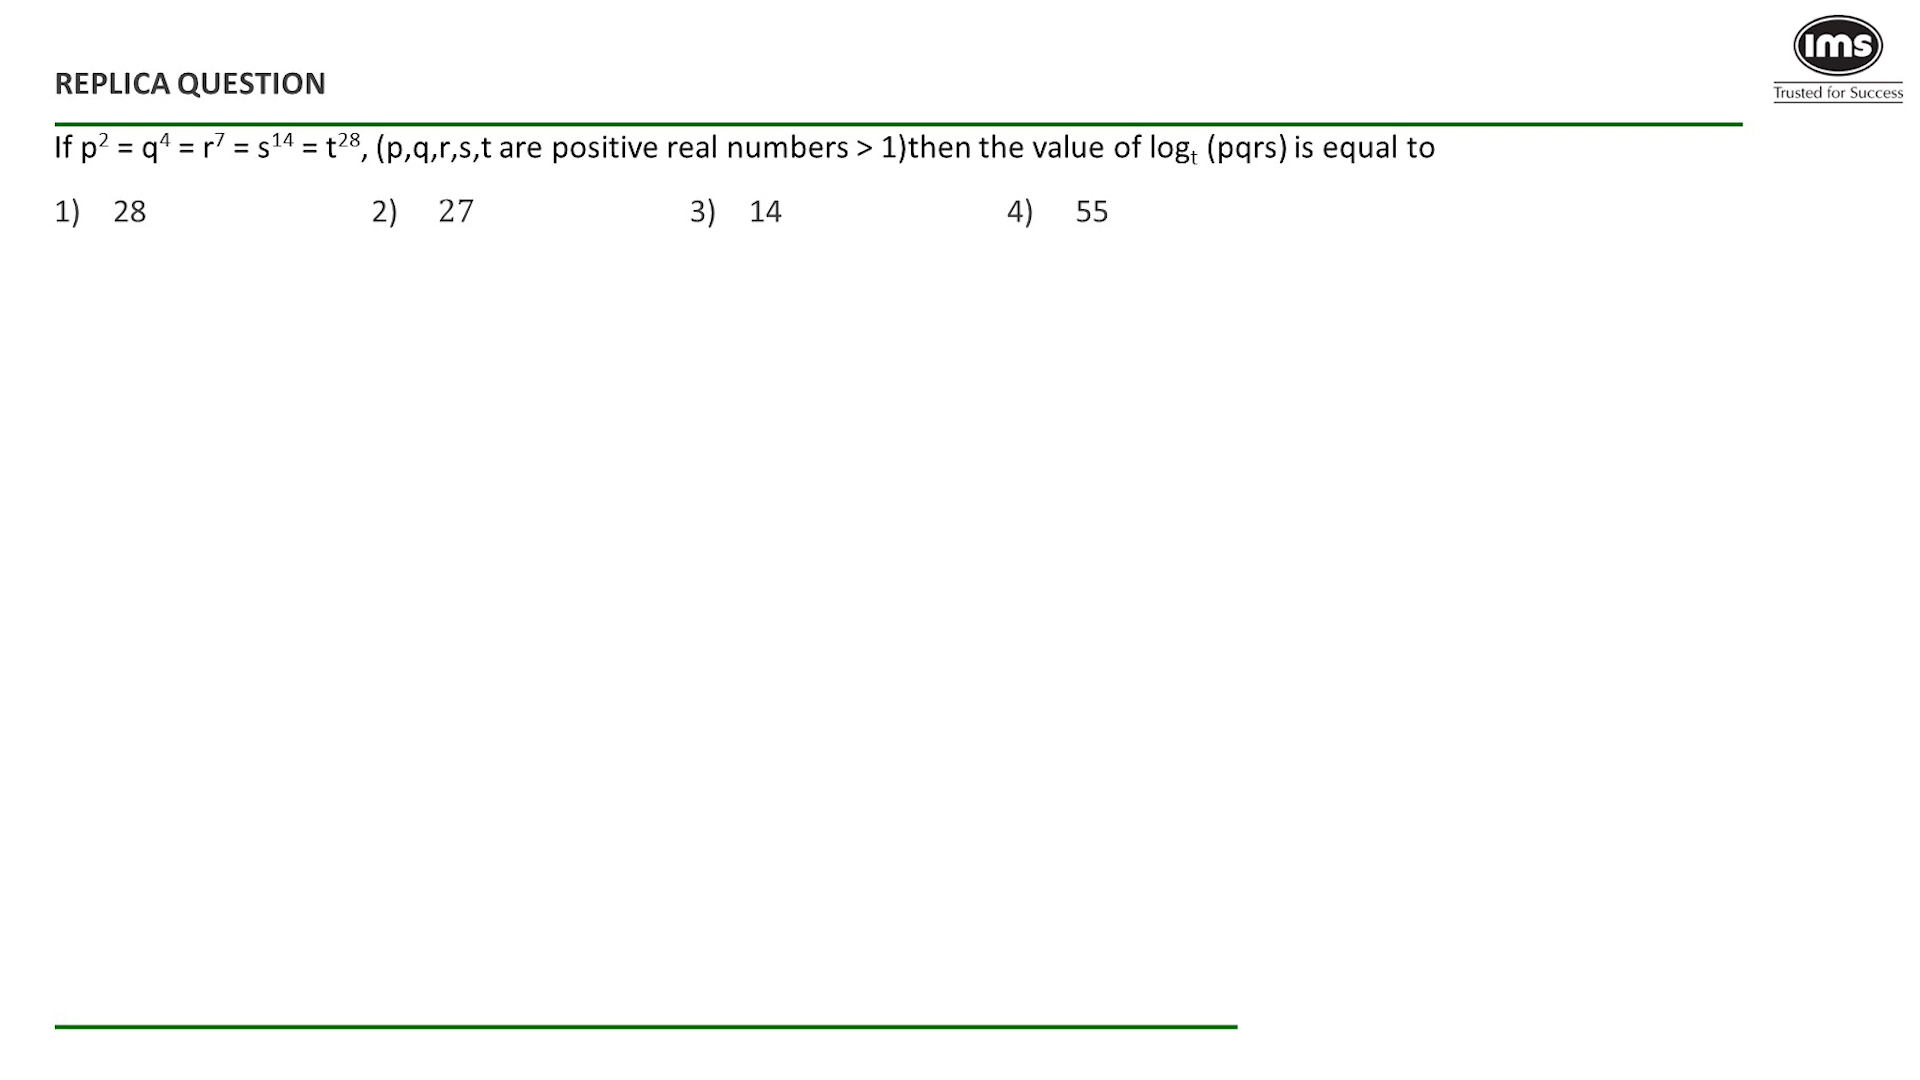 ims
Trusted for Success
REPLICA QUESTION
If p² = q⁴ = r⁷ = s¹⁴ = t²⁸, (p,q,r,s,t are positive real numbers > 1)then the value of logₜ (pqrs) is equal to
1) 28 2) 27 3) 14 4) 55